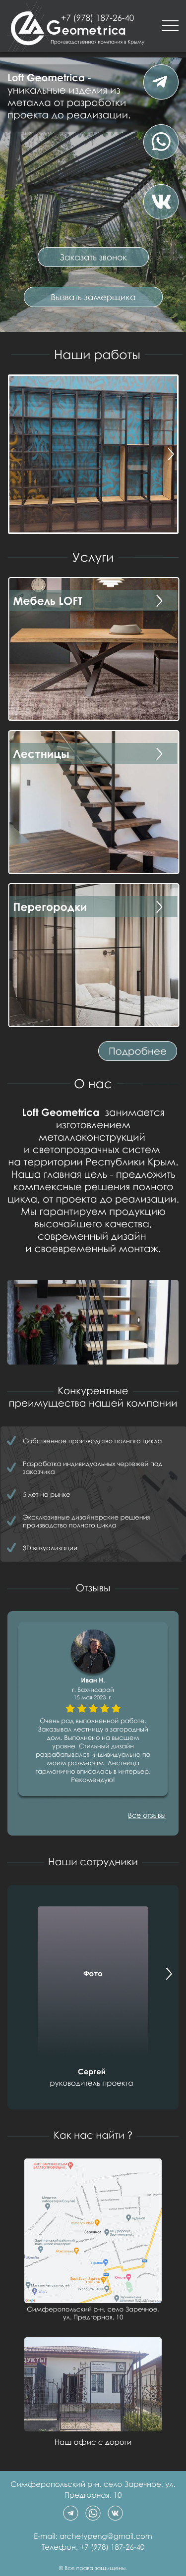 +7 (978) 187-26-40
Geometrica
Производственная компания в Крыму
Loft Geometrica -
уникальные изделия из
металла от разработки
проекта до реализации.
Заказать звонок
Вызвать замерщика
Наши работы
Услуги
Мебель LOFT
Лестницы
Перегородки
Подробнее
О нас
Loft Geometrica занимается
изготовлением
металлоконструкций
и светопрозрачных систем
на территории Республики Крым.
Наша главная цель - предложить
комплексные решения полного
цикла, от проекта до реализации.
Мы гарантируем продукцию
высочайшего качества,
современный дизайн
и своевременный монтаж.
Конкурентные
преимущества нашей компании
Собственное производство полного цикла
Разработка индивидуальных чертежей под
заказчика
5 лет на рынке
Эксклюзивные дизайнерские решения
производство полного цикла
3D визуализации
Отзывы
Иван Н.
г. Бахчисарай
15 мая 2023 г.
Очень рад выполненной работе.
Заказывал лестницу в загородный
дом. Выполнено на высшем
уровне. Стильный дизайн
разрабатывался индивидуально по
моим размерам. Лестница
гармонично вписалась в интерьер.
Рекомендую!
Все отзывы
Наши сотрудники
Фото
Сергей
руководитель проекта
Как нас найти ?
Симферопольский р-н, село Заречное,
ул. Предгорная, 10
Наш офис с дороги
Симферопольский р-н, село Заречное, ул.
Предгорная, 10
E-mail: archetypeng@gmail.com
Телефон: +7 (978) 187-26-40
® Все права защищены.